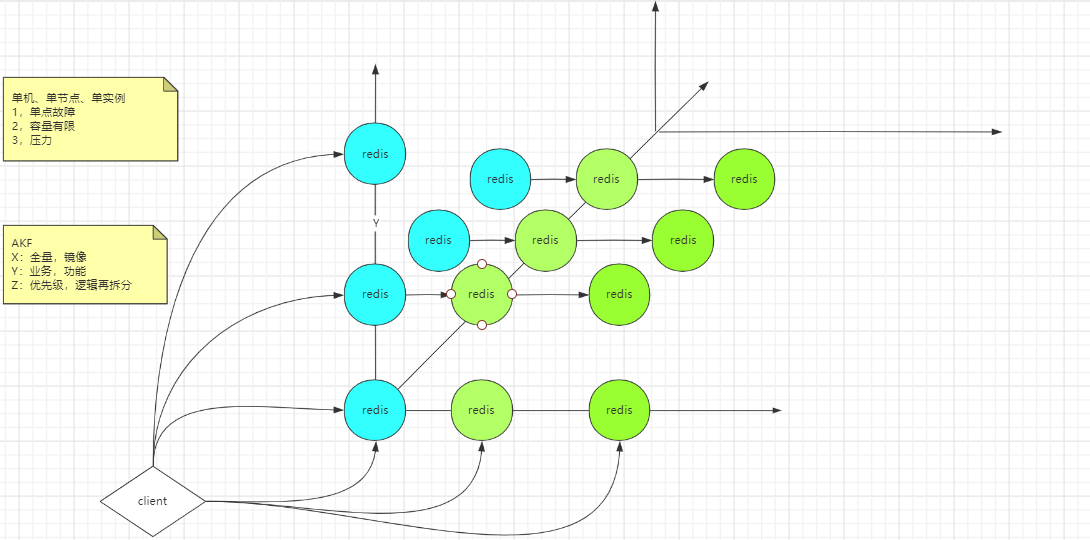 单机、单节点、单实例
1，单点故障
2，容量有限
3，压力
AKF
X：全量，镜像
Y：业务，功能
Z：优先级，逻辑再拆分
redis
redis
redis
redis
Y
redis
redis
redis
redis
redis
redis
redis
redis
redis
client